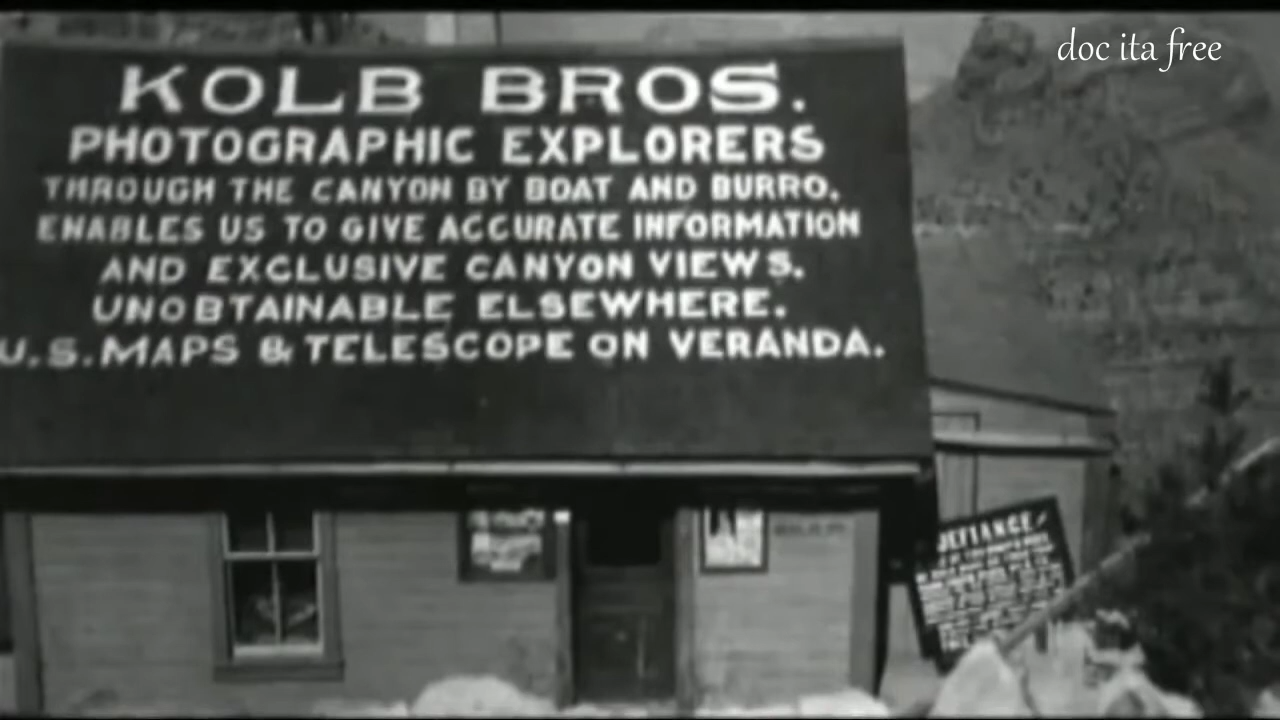 doc ita free
KOLB BROS.
PHOTOGRAPHIC EXPLORERS
THROUGH THE CANYON BY BOAT AND BURRO.
ENABLES US TO GIVE ACCURATE INFORMATION
AND EXCLUSIVE CANYON VIEWS.
UNOBTAINABLE ELSEWHERE.
U.S. MAPS & TELESCOPE ON VERANDA.
DEFIANCE